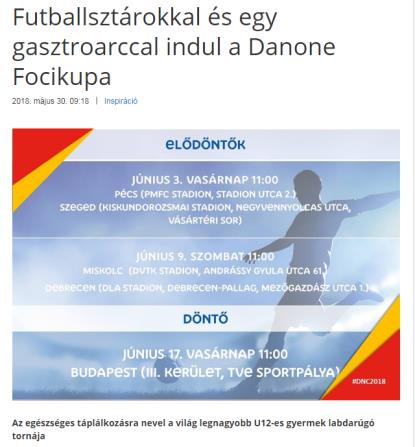 Futballsztárokkal és egy
gasztroarccal indul a Danone
Focikupa
2018. május 30. 09:18 | Inspiráció
ELŐDÖNTŐK
JÚNIUS 3. VASÁRNAP 11:00
PÉCS (PMFC STADION, STADION UTCA 2.)
SZEGED (KISKUNDOROZSMAI STADION, NEGYVENNYOLCAS UTCA,
VÁSÁRTÉRI SOR)
JÚNIUS 9. SZOMBAT 11:00
MISKOLC (DVTK STADION, ANDRÁSSY GYULA UTCA 61.)
DEBRECEN (DLA STADION, DEBRECEN-PALLAG, MEZŐGAZDÁSZ UTCA 1.)
DÖNTŐ
JÚNIUS 17. VASÁRNAP 11:00
BUDAPEST (III. KERÜLET, TVE SPORTPÁLYA)
#DNC2018
Az egészséges táplálkozásra nevel a világ legnagyobb U12-es gyermek labdarúgó
tornája